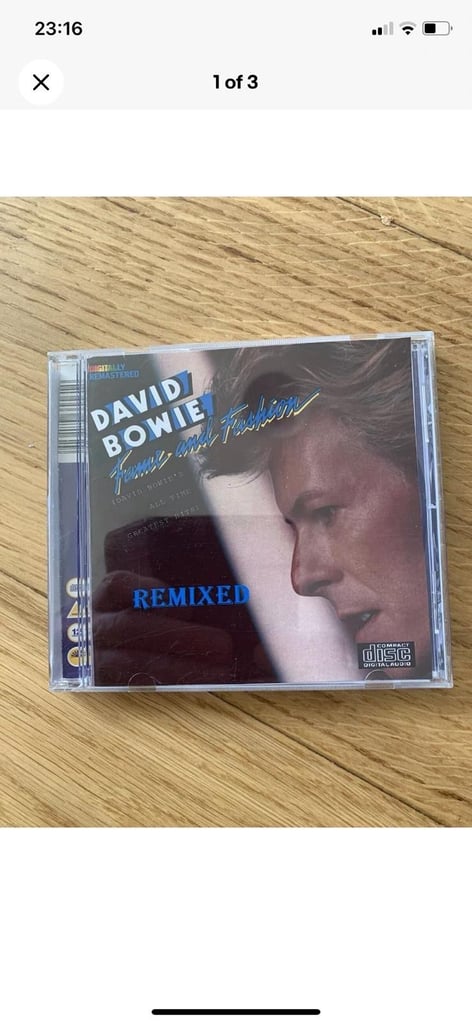 23:16
1 of 3
DIGITALLY
REMASTERED
DAVID
BOWIE
Fame and Fashion
(DAVID BOWIE'S
ALL TIME
GREATEST HITS)
REMIXED
COMPACT
disc
DIGITAL AUDIO